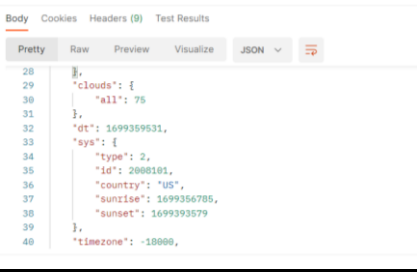 Body Cookies Headers (9) Test Results
Pretty Raw Preview Visualize JSON
28 },
29 "clouds": {
30 "all": 75
31 },
32 "dt": 1699359531,
33 "sys": {
34 "type": 2,
35 "id": 2008101,
36 "country": "US",
37 "sunrise": 1699356785,
38 "sunset": 1699393579
39 },
40 "timezone": -18000,